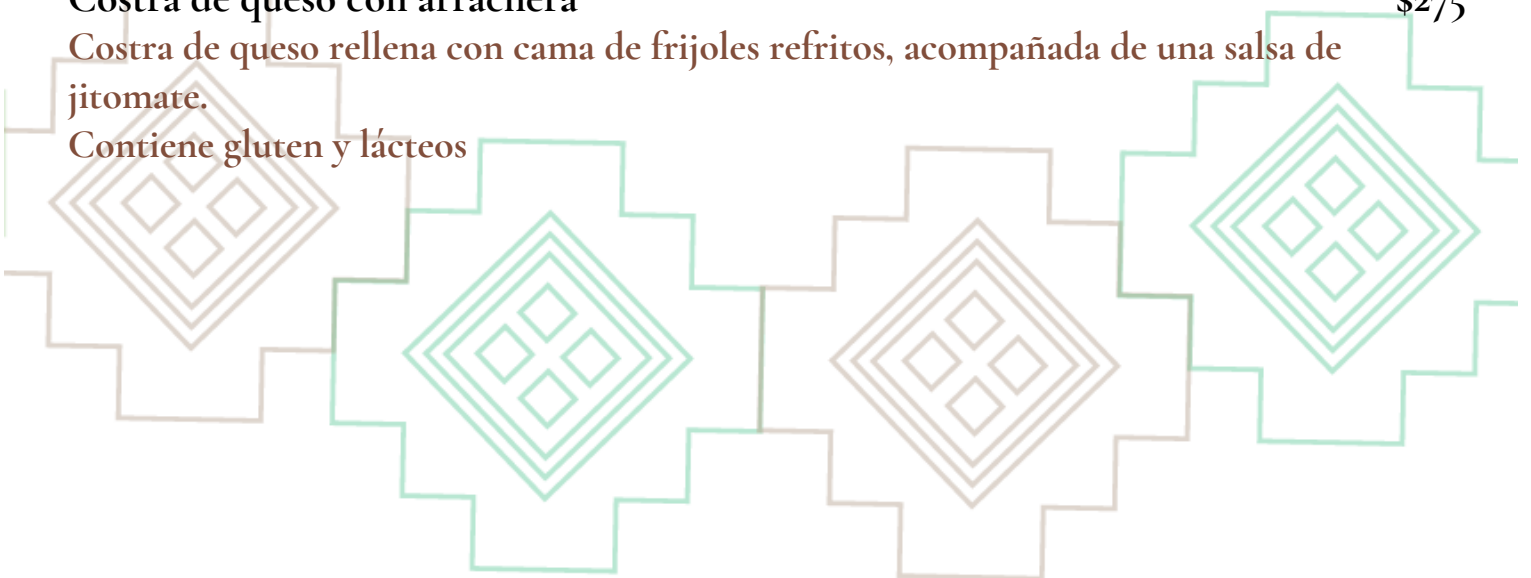 Costra de queso con arrachera $275
Costra de queso rellena con cama de frijoles refritos, acompañada de una salsa de
jitomate.
Contiene gluten y lácteos